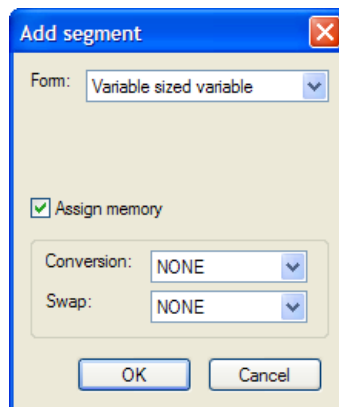 Add segment
Form: Variable sized variable
Assign memory
Conversion: NONE
Swap: NONE
OK Cancel